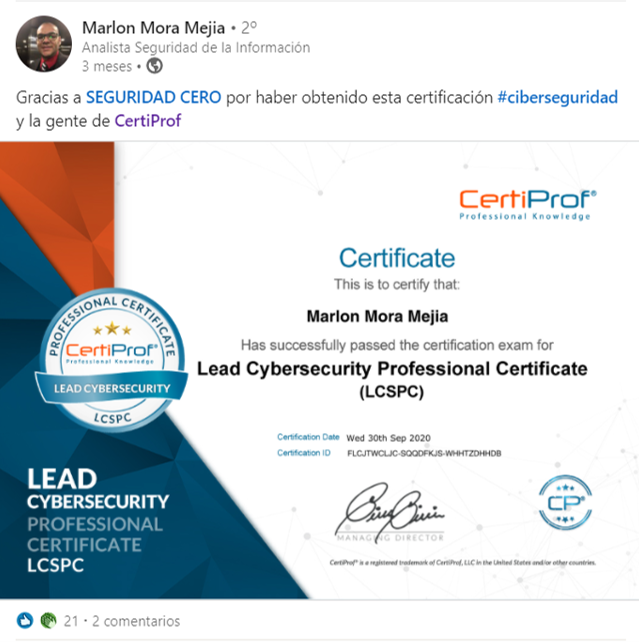 Marlon Mora Mejia • 2º
Analista Seguridad de la Información
3 meses •
Gracias a SEGURIDAD CERO por haber obtenido esta certificación #ciberseguridad
y la gente de CertiProf
CertiProf®
Professional Knowledge
Certificate
This is to certify that:
Marlon Mora Mejia
Has successfully passed the certification exam for
Lead Cybersecurity Professional Certificate
(LCSPC)
Certification Date Wed 30th Sep 2020
Certification ID FLCJTWCLJC-SQQDFKJS-WHHTZDHHDB
PROFESSIONAL CERTIFICATE
CertiProf®
Professional Knowledge
LEAD CYBERSECURITY
LCSPC
LEAD
CYBERSECURITY
PROFESSIONAL
CERTIFICATE
LCSPC
MANAGING DIRECTOR
CP®
CertiProf® is a registered trademark of CertiProf, LLC in the United States and/or other countries.
21 · 2 comentarios